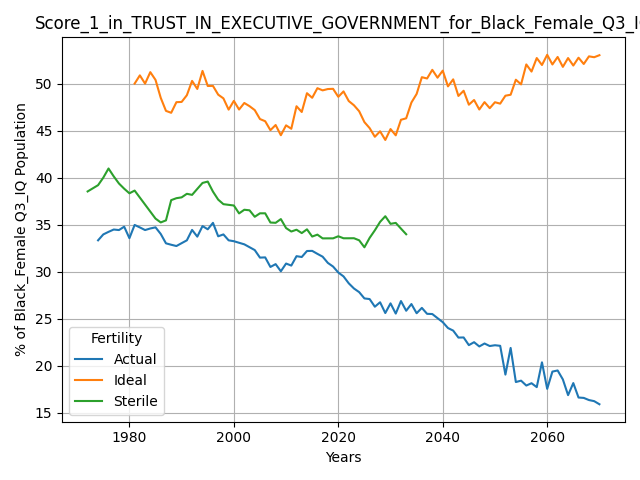 Score_1_in_TRUST_IN_EXECUTIVE_GOVERNMENT_for_Black_Female_Q3_I
% of Black_Female Q3_IQ Population
50
45
40
35
30
25
20
15
Fertility
Actual
Ideal
Sterile
1980
2000
2020
2040
2060
Years